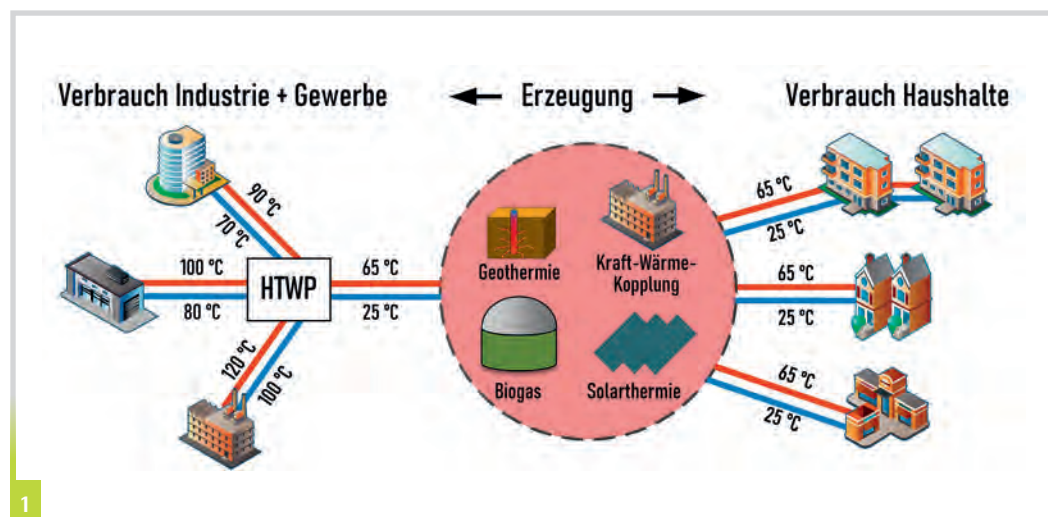 Verbrauch Industrie + Gewerbe
Erzeugung
Verbrauch Haushalte
90 °C
70 °C
100 °C
80 °C
HTWP
120 °C
100 °C
65 °C
25 °C
Geothermie
Kraft-Wärme-
Kopplung
Biogas
Solarthermie
65 °C
25 °C
65 °C
25 °C
65 °C
25 °C
1